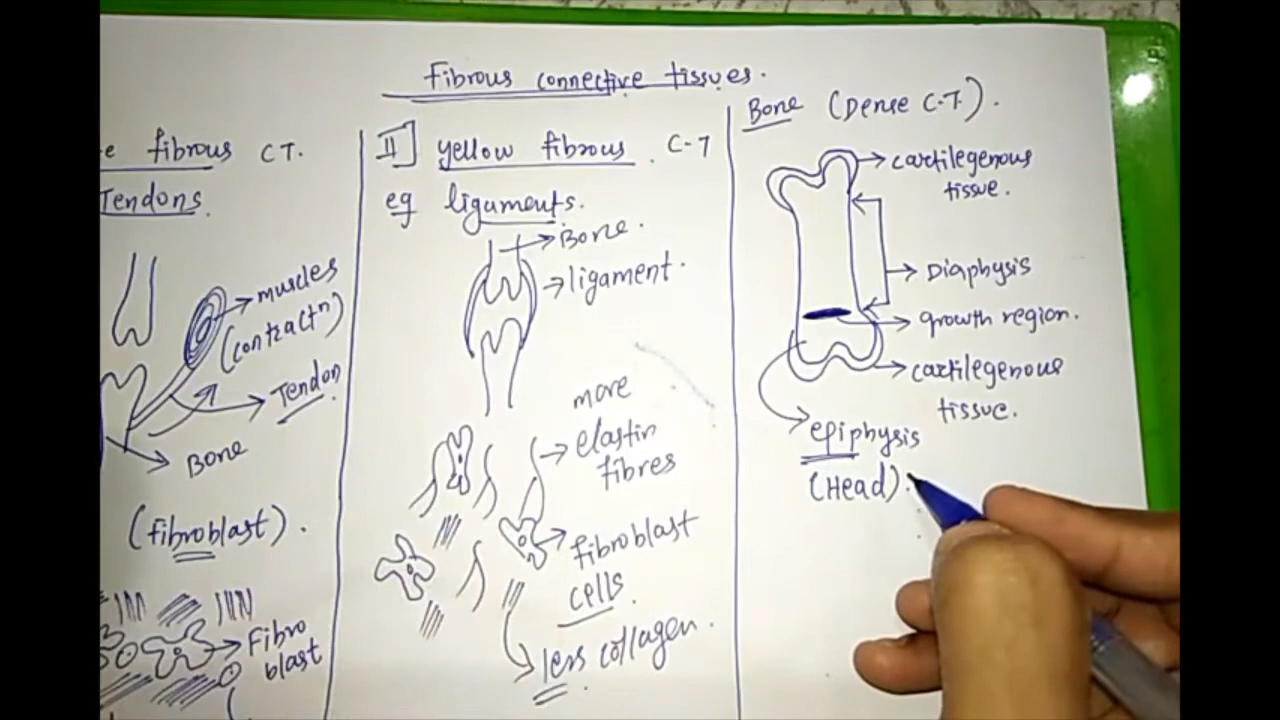 Fibrous connective tissues.
e fibrous C T.
Tendons.
muscles
(contractn)
Tendon
Bone
(fibroblast).
Fibro
blast
II] yellow fibrous C-T
eg ligaments.
Bone.
ligament.
more
elastin
fibres
fibroblast
cells.
less collagen.
Bone (Dense C.T.).
cartilegenous
tissue.
Diaphysis
growth region.
cartilegenous
tissue.
epiphysis
(Head).